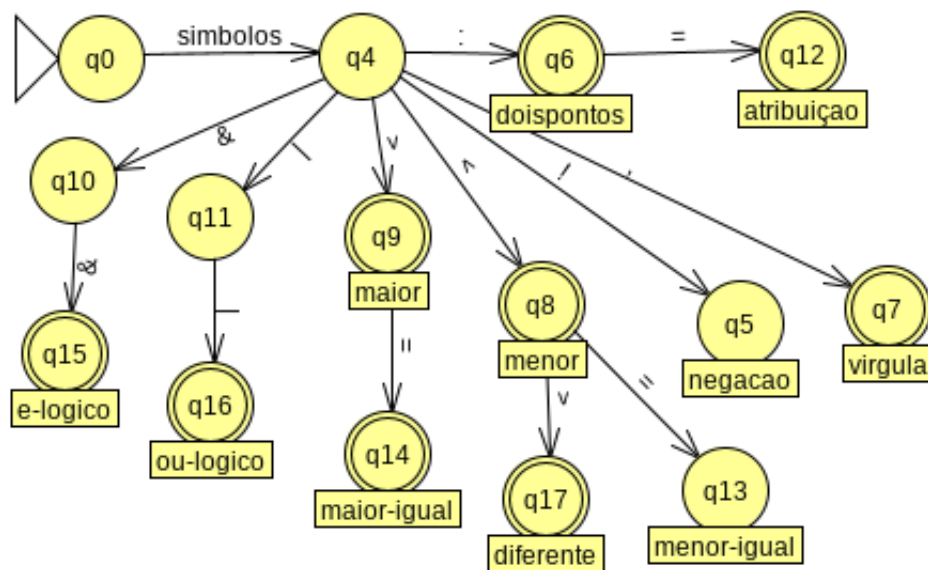 simbolos
:
=
q0
q4
q6
q12
doispontos
atribuiçao
&
|
>
<
!
,
q10
q11
q9
maior
q8
menor
q5
negacao
q7
virgula
&
|
=
>
=
q15
e-logico
q16
ou-logico
q14
maior-igual
q17
diferente
q13
menor-igual